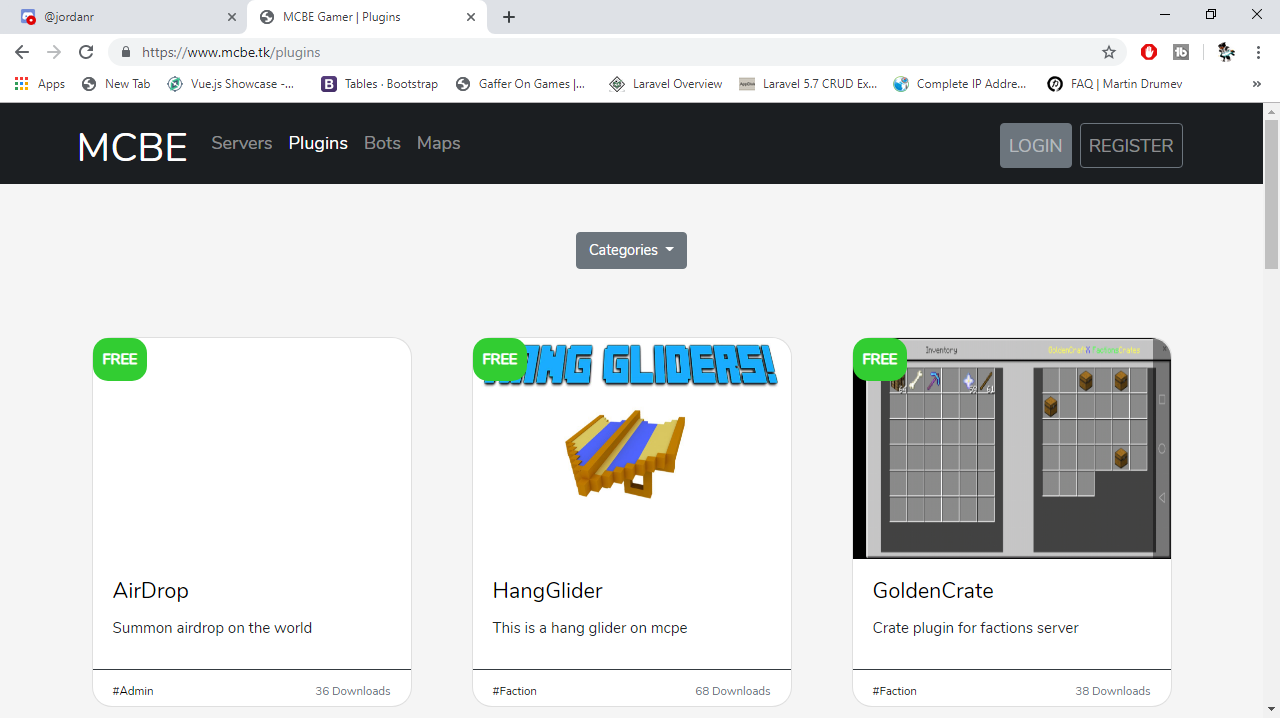 @jordanr
MCBE Gamer | Plugins
https://www.mcbe.tk/plugins
Apps
New Tab
Vue.js Showcase -...
Tables · Bootstrap
Gaffer On Games |...
Laravel Overview
Laravel 5.7 CRUD Ex...
Complete IP Addre...
FAQ | Martin Drumev
»
MCBE
Servers
Plugins
Bots
Maps
LOGIN
REGISTER
Categories
FREE
AirDrop
Summon airdrop on the world
#Admin
36 Downloads
FREE
HANG GLIDERS!
HangGlider
This is a hang glider on mcpe
#Faction
68 Downloads
FREE
Inventory
64
61
GoldenCrate
Crate plugin for factions server
#Faction
38 Downloads